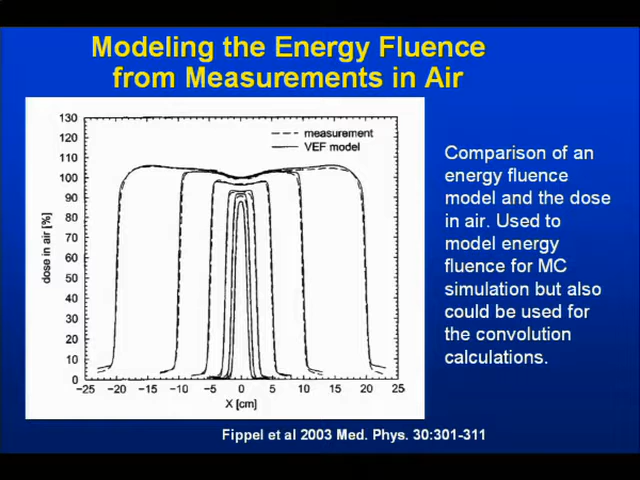 Modeling the Energy Fluence
from Measurements in Air
130
120
110
100
90
80
70
60
50
40
30
20
10
0
dose in air [%]
measurement
VEF model
−25 −20 −15 −10 −5 0 5 10 15 20 25
X [cm]
Comparison of an
energy fluence
model and the dose
in air. Used to
model energy
fluence for MC
simulation but also
could be used for
the convolution
calculations.
Fippel et al 2003 Med. Phys. 30:301-311